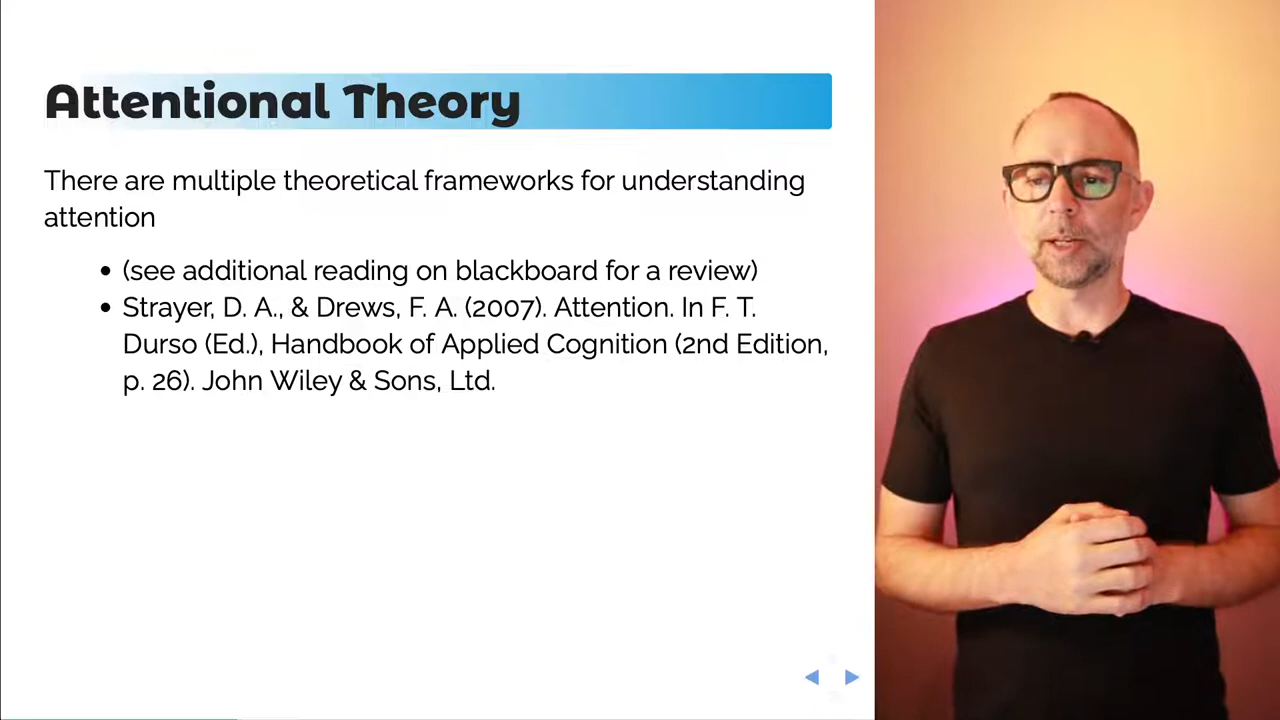 Attentional Theory
There are multiple theoretical frameworks for understanding
attention
• (see additional reading on blackboard for a review)
• Strayer, D. A., & Drews, F. A. (2007). Attention. In F. T.
Durso (Ed.), Handbook of Applied Cognition (2nd Edition,
p. 26). John Wiley & Sons, Ltd.